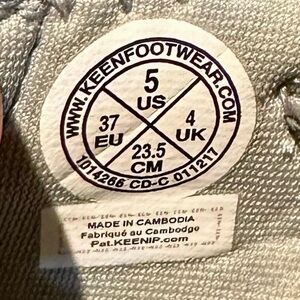 WWW.KEENFOOTWEAR.COM
5
US
37
EU
4
UK
23.5
CM
1014266 CD-C 011217
MADE IN CAMBODIA
Fabriqué au Cambodge
Pat.KEENIP.com